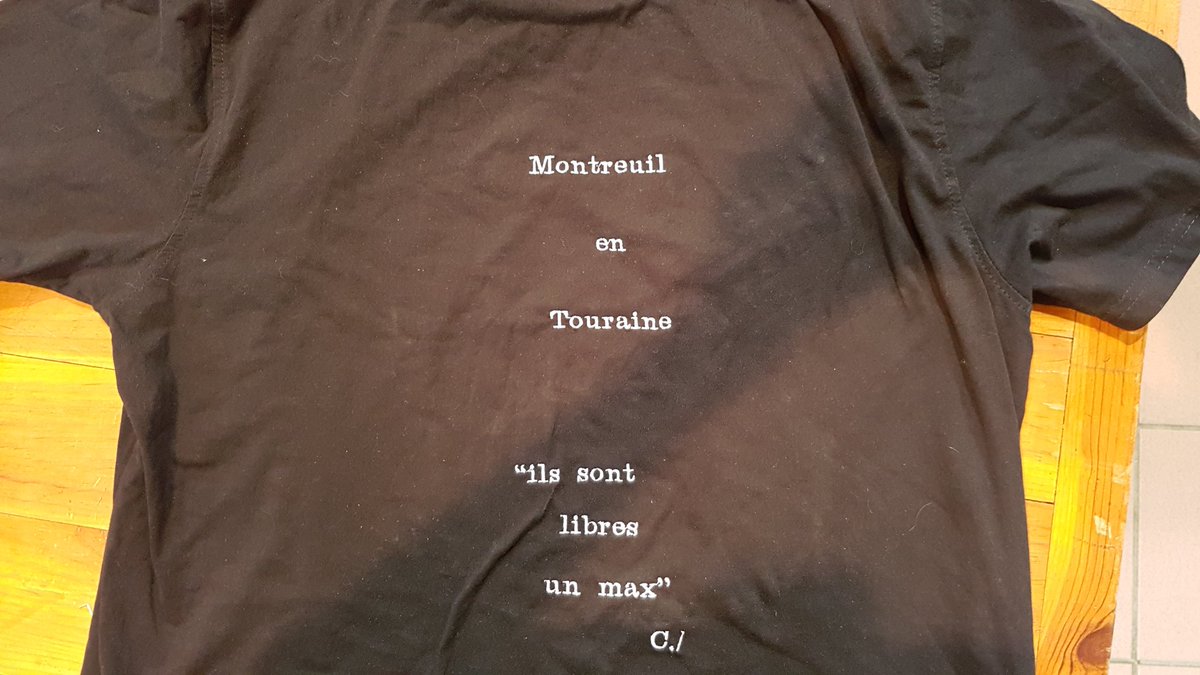 Montreuil
en
Touraine
“ils sont
libres
un max”
C./